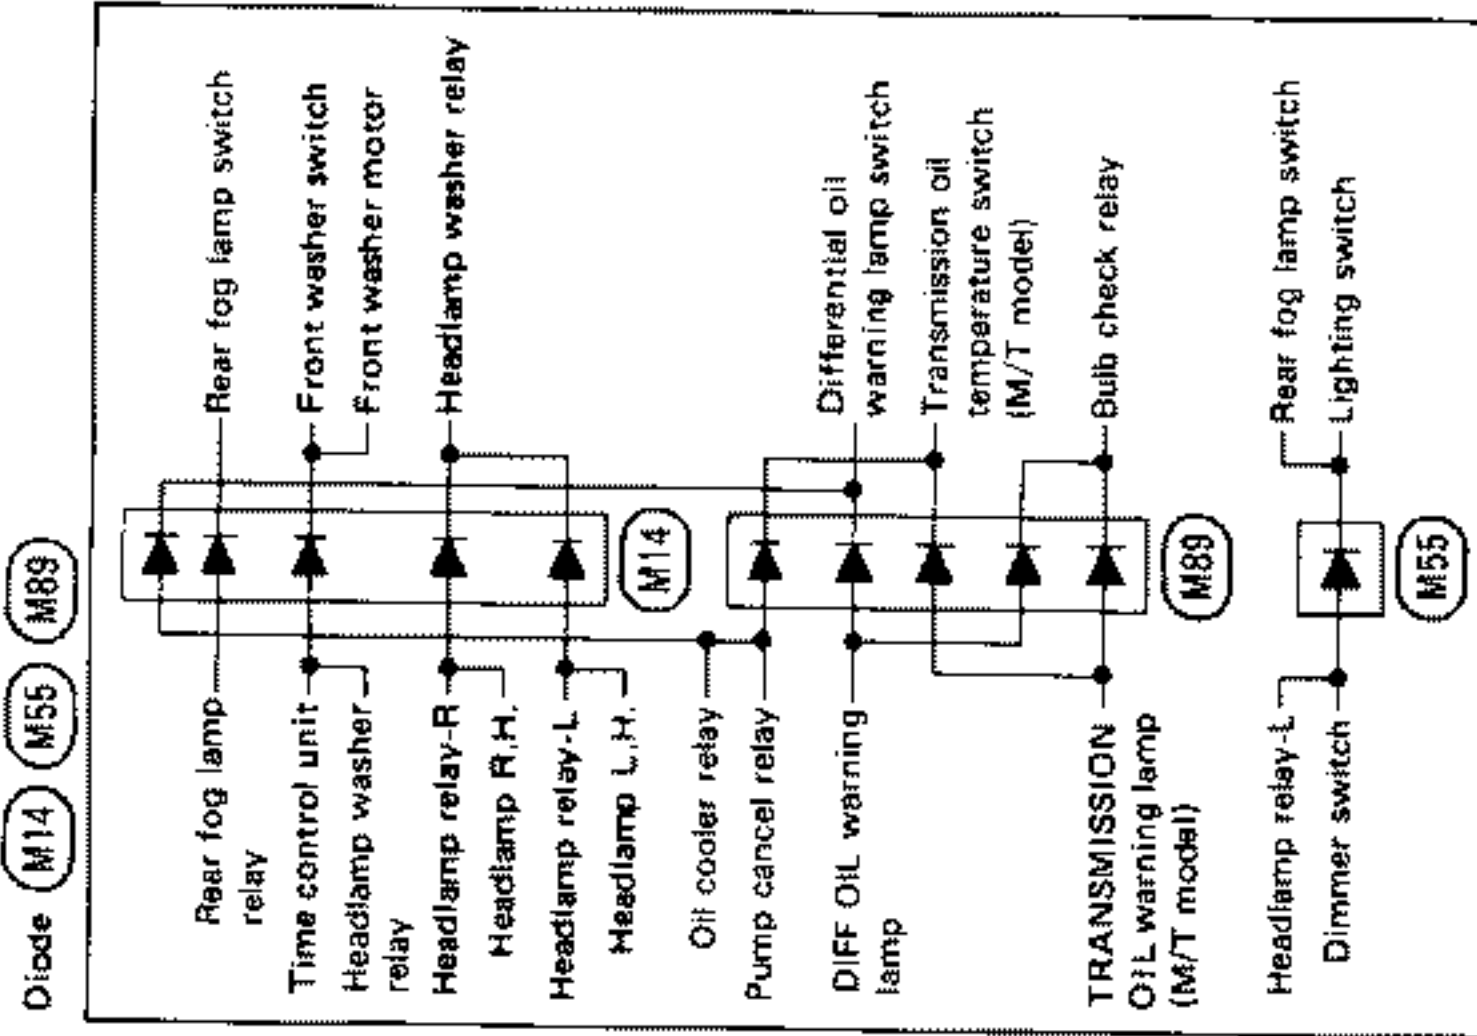 Diode M14 M55 M89
Rear fog lamp
relay
Rear fog lamp switch
Time control unit
Headlamp washer
relay
Front washer switch
Front washer motor
Headlamp relay-R
Headlamp R.H.
Headlamp relay-L
Headlamp L.H.
Headlamp washer relay
M14
Oil cooler relay
Pump cancel relay
DIFF OIL warning
lamp
TRANSMISSION
OIL warning lamp
(M/T model)
Differential oil
warning lamp switch
Transmission oil
temperature switch
(M/T model)
Bulb check relay
M89
Headlamp relay-L
Dimmer switch
Rear fog lamp switch
Lighting switch
M55